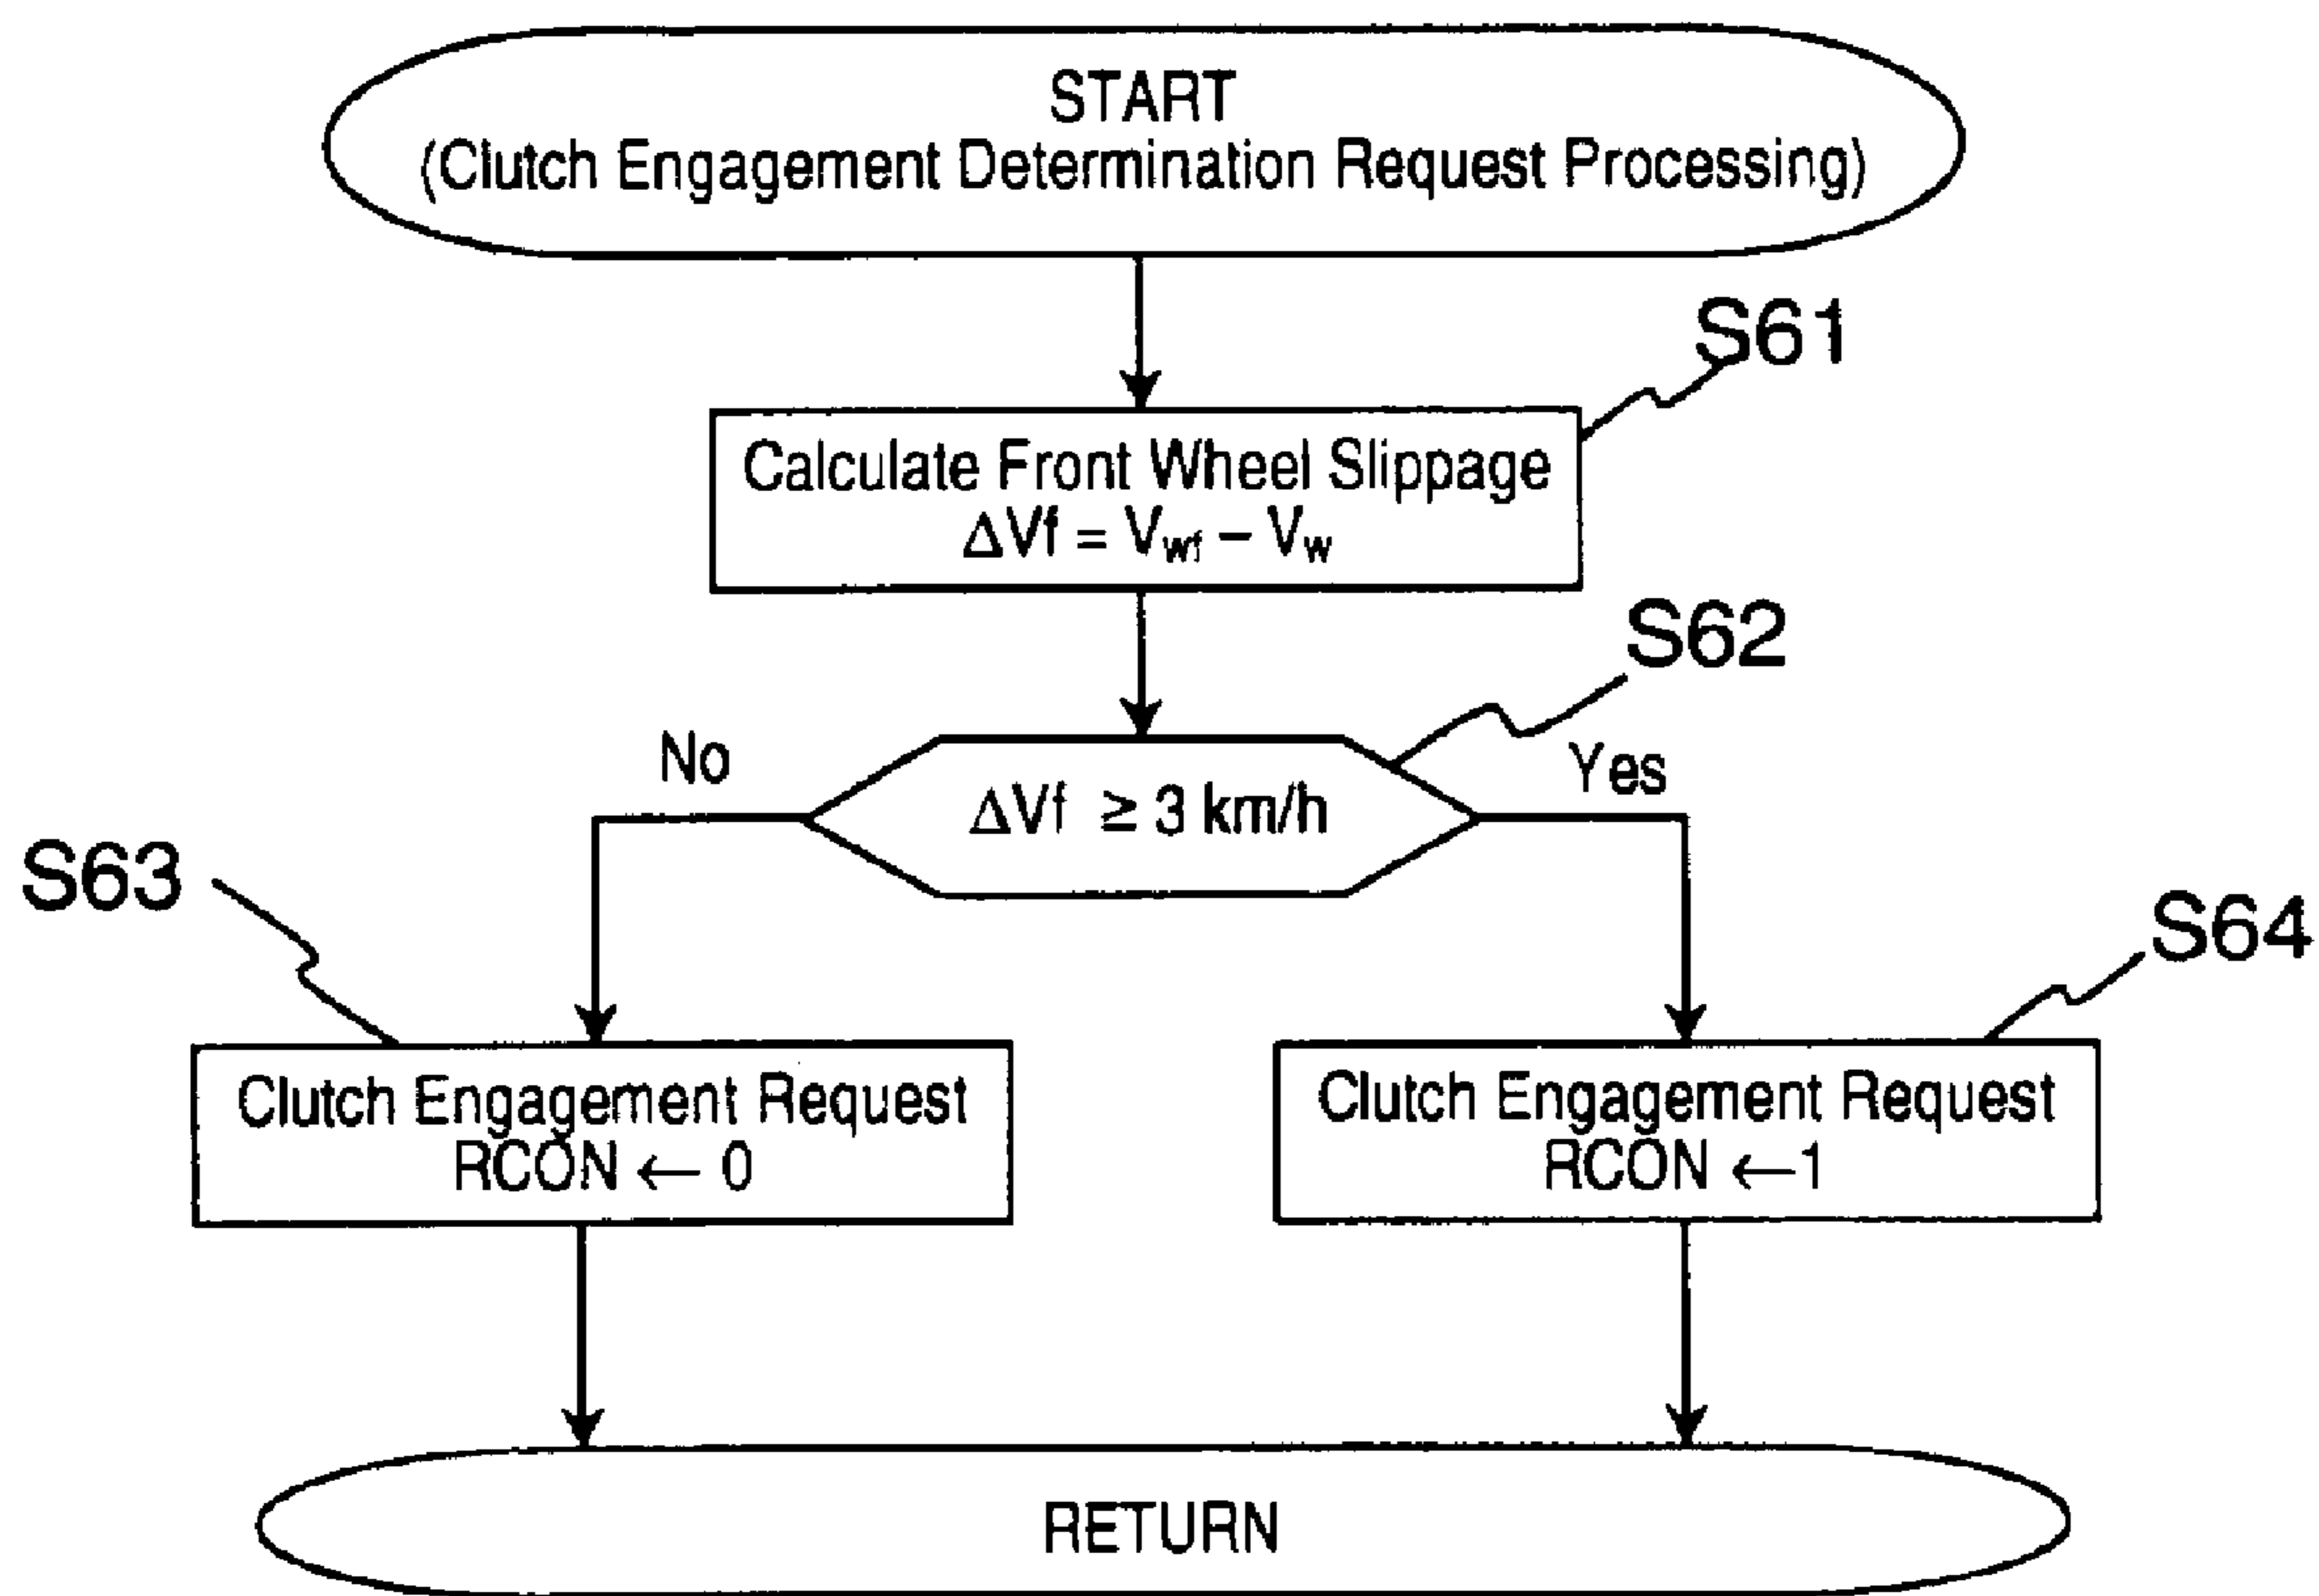 START
(Clutch Engagement Determination Request Processing)
S61
Calculate Front Wheel Slippage
ΔVf = Vwf – Vw
S62
No
Yes
ΔVf ≥ 3 km/h
S63
S64
Clutch Engagement Request
RCON ← 0
Clutch Engagement Request
RCON ←1
RETURN